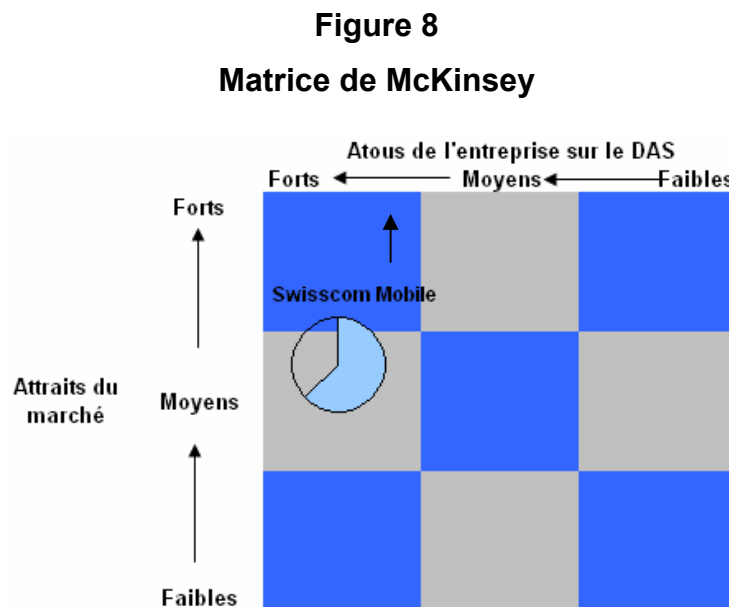 Figure 8
Matrice de McKinsey
Atous de l'entreprise sur le DAS
Forts Moyens Faibles
Forts
Swisscom Mobile
Attraits du
marché
Moyens
Faibles